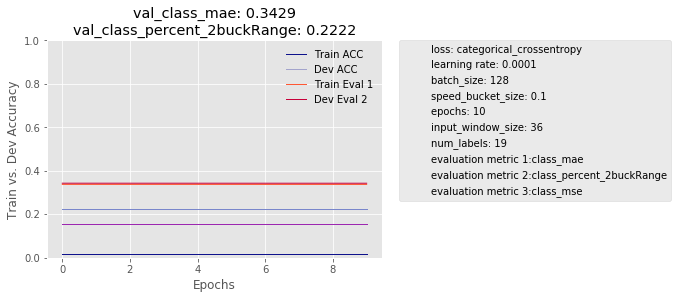 val_class_mae: 0.3429
val_class_percent_2buckRange: 0.2222
1.0
0.8
0.6
0.4
0.2
0.0
Train vs. Dev Accuracy
0 2 4 6 8
Epochs
Train ACC
Dev ACC
Train Eval 1
Dev Eval 2
loss: categorical_crossentropy
learning rate: 0.0001
batch_size: 128
speed_bucket_size: 0.1
epochs: 10
input_window_size: 36
num_labels: 19
evaluation metric 1:class_mae
evaluation metric 2:class_percent_2buckRange
evaluation metric 3:class_mse